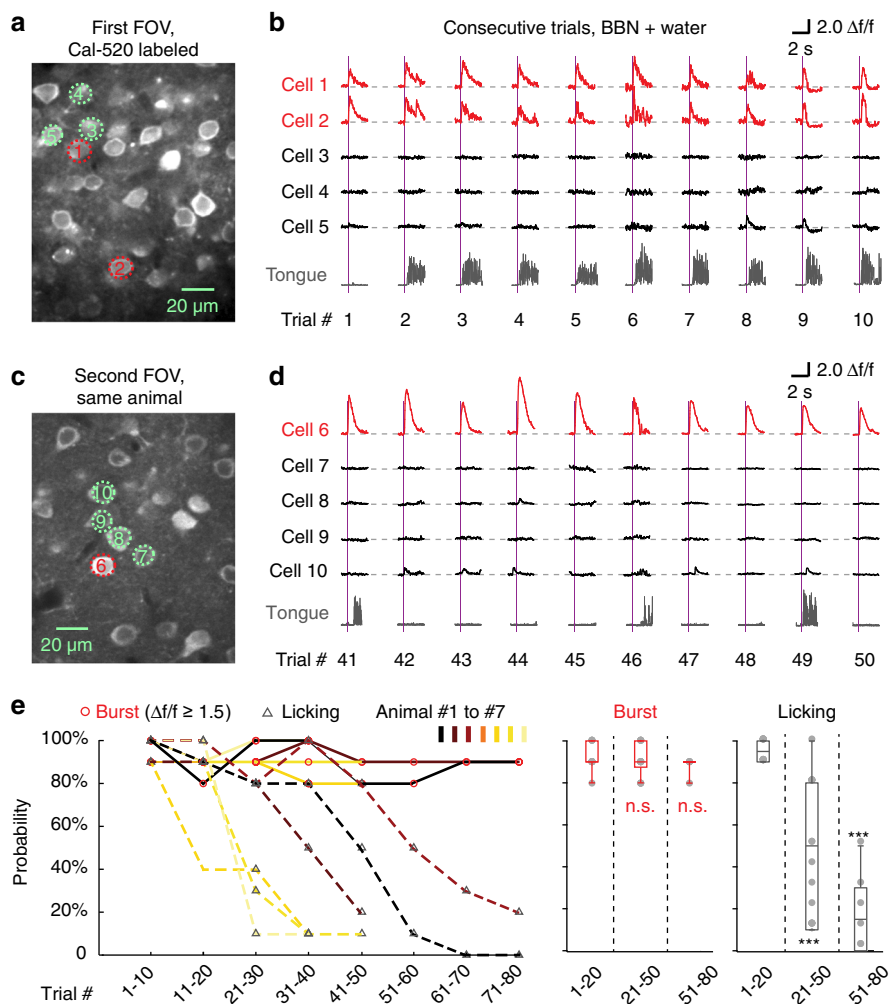 a
First FOV,
Cal-520 labeled
4
5
3
1
2
20 µm
b
Consecutive trials, BBN + water
2.0 Δf/f
2 s
Cell 1
Cell 2
Cell 3
Cell 4
Cell 5
Tongue
Trial # 1 2 3 4 5 6 7 8 9 10
c
Second FOV,
same animal
10
9
8
7
6
20 µm
d
2.0 Δf/f
2 s
Cell 6
Cell 7
Cell 8
Cell 9
Cell 10
Tongue
Trial # 41 42 43 44 45 46 47 48 49 50
e
Burst (Δf/f ≥ 1.5)
Licking
Animal #1 to #7
Probability
100%
80%
60%
40%
20%
0
Trial # 1-10 11-20 21-30 31-40 41-50 51-60 61-70 71-80
Burst
n.s.
n.s.
1-20 21-50 51-80
Licking
***
***
1-20 21-50 51-80